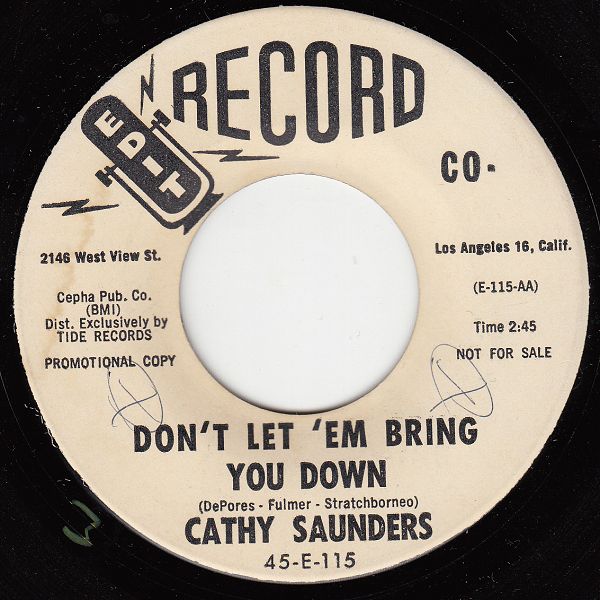 EDIT
RECORD
CO-
2146 West View St.
Los Angeles 16, Calif.
Cepha Pub. Co.
(BMI)
Dist. Exclusively by
TIDE RECORDS
PROMOTIONAL COPY
(E-115-AA)
Time 2:45
NOT FOR SALE
DON'T LET 'EM BRING
YOU DOWN
(DePores - Fulmer - Stratchborneo)
CATHY SAUNDERS
45-E-115